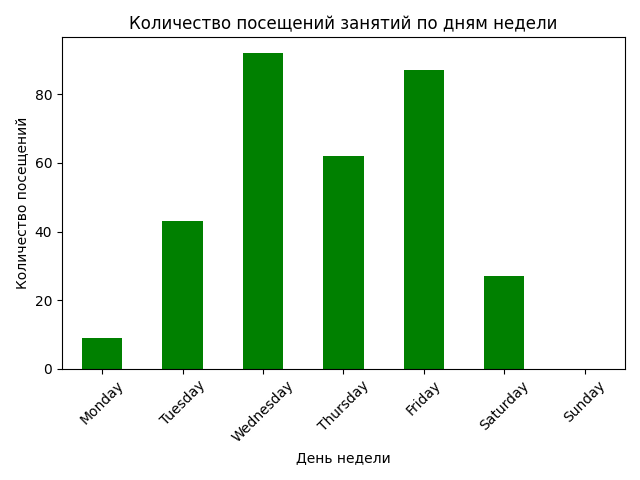 Количество посещений занятий по дням недели
Количество посещений
80
60
40
20
0
Monday
Tuesday
Wednesday
Thursday
Friday
Saturday
Sunday
День недели